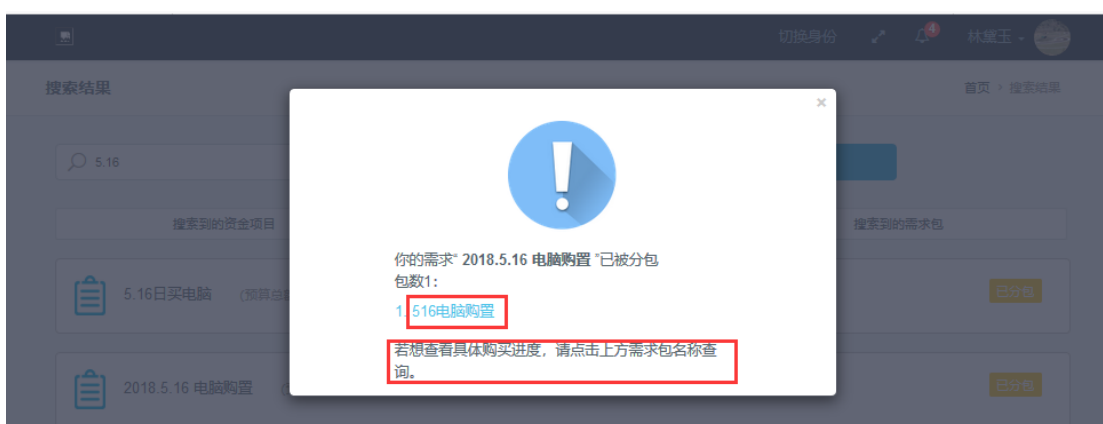 切换身份
4
林黛玉
搜索结果
首页 > 搜索结果
×
5.16
搜索到的资金项目
搜索到的需求包
你的需求“ 2018.5.16 电脑购置 ”已被分包
包数1：
1. 516电脑购置
若想查看具体购买进度，请点击上方需求包名称查
询。
5.16日买电脑 (预算总
已分包
2018.5.16 电脑购置
已分包